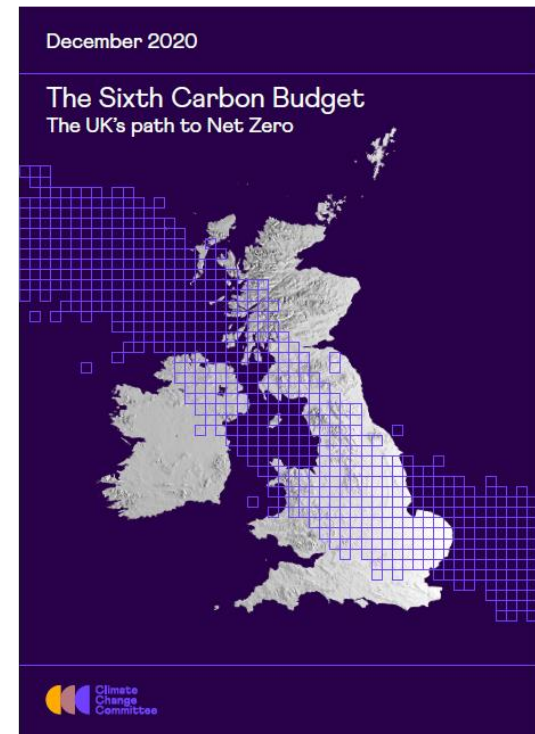 December 2020
The Sixth Carbon Budget
The UK's path to Net Zero
Climate
Change
Committee